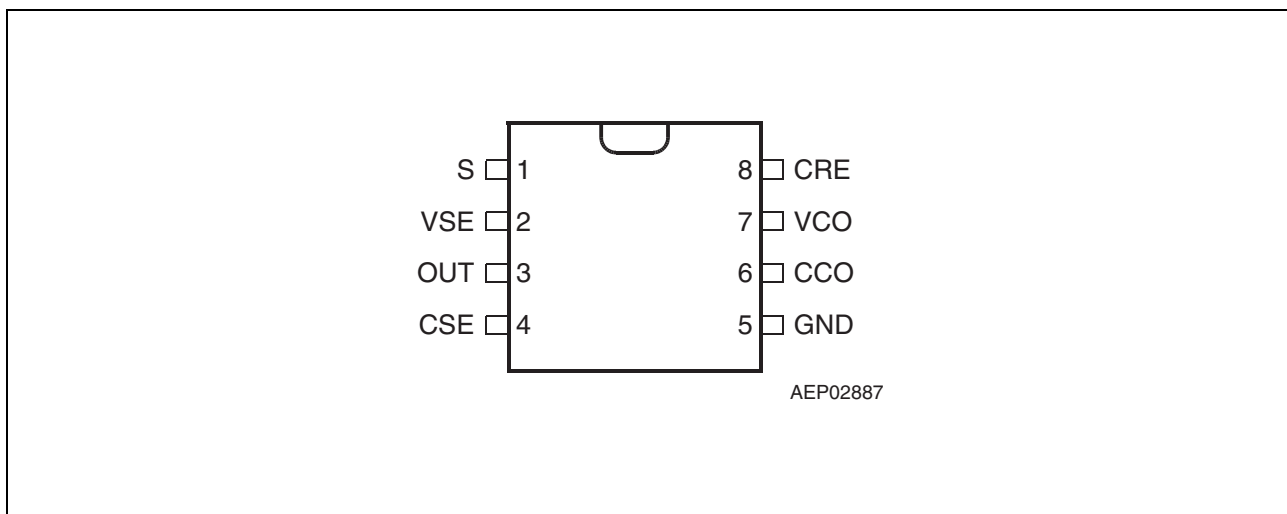 S 1 8 CRE
VSE 2 7 VCO
OUT 3 6 CCO
CSE 4 5 GND
AEP02887